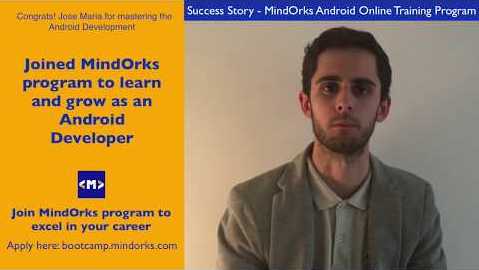 Congrats! Jose Maria for mastering the
Android Development
Success Story - MindOrks Android Online Training Program
Joined MindOrks
program to learn
and grow as an
Android
Developer
<M>
Join MindOrks program to
excel in your career
Apply here: bootcamp.mindorks.com